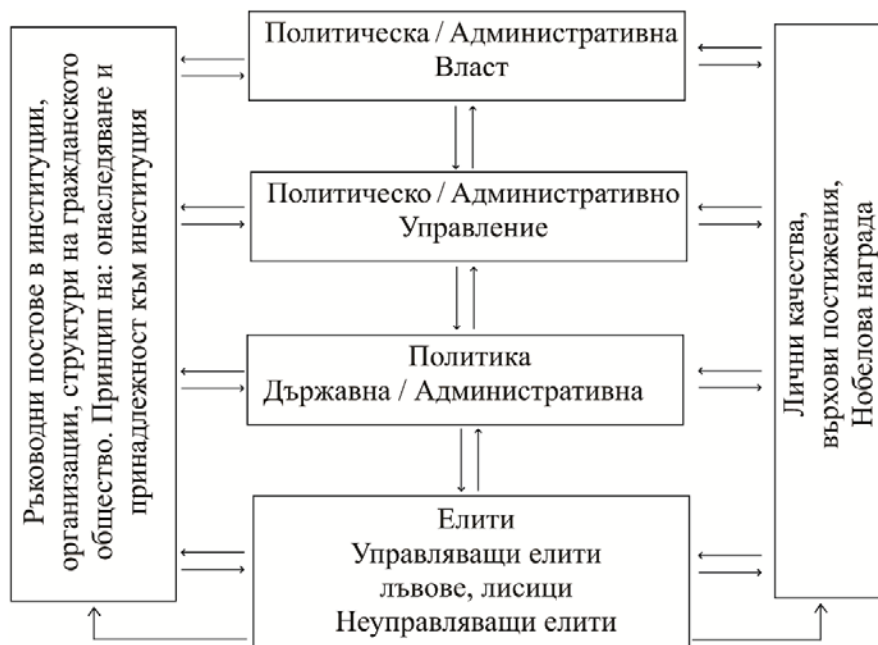 Ръководни постове в институции,
организации, структури на гражданското
общество. Принцип на: онаследяване и
принадлежност към институция
Политическа / Административна
Власт
Политическо / Административно
Управление
Политика
Държавна / Административна
Елити
Управляващи елити
лъвове, лисици
Неуправляващи елити
Лични качества,
върхови постижения,
Нобелова награда